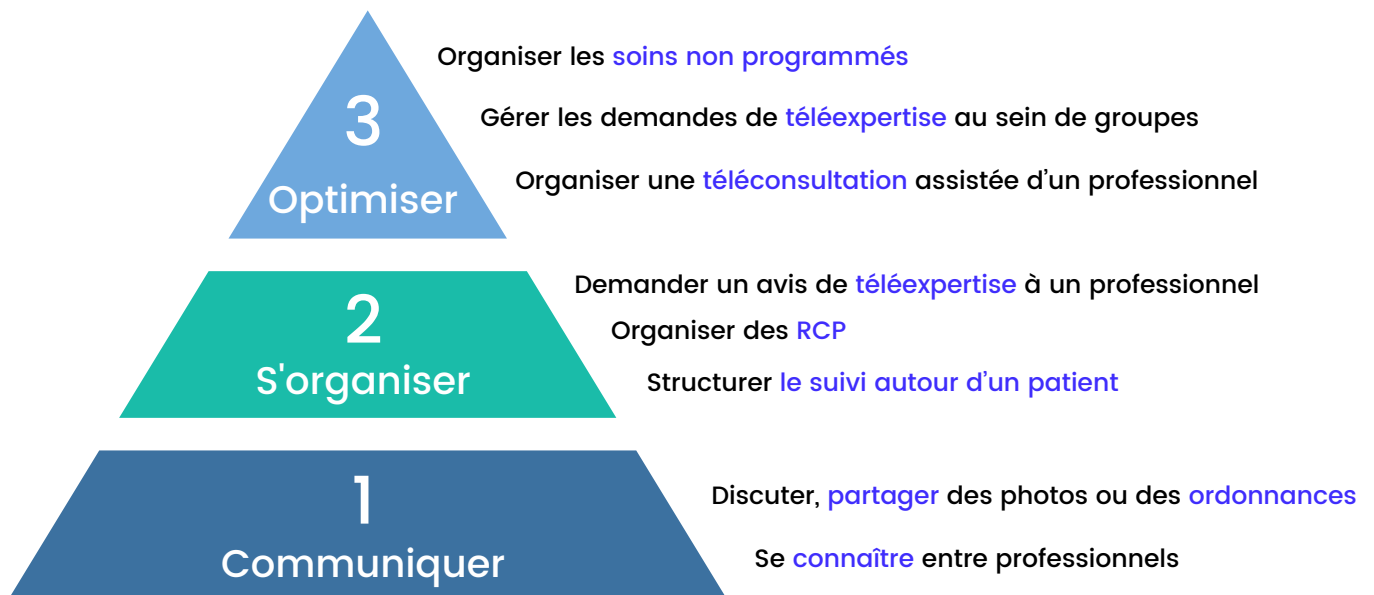 Organiser les soins non programmés
3
Gérer les demandes de téléexpertise au sein de groupes
Optimiser
Organiser une téléconsultation assistée d’un professionnel
2
Demander un avis de téléexpertise à un professionnel
S'organiser
Organiser des RCP
Structurer le suivi autour d’un patient
1
Communiquer
Discuter, partager des photos ou des ordonnances
Se connaître entre professionnels